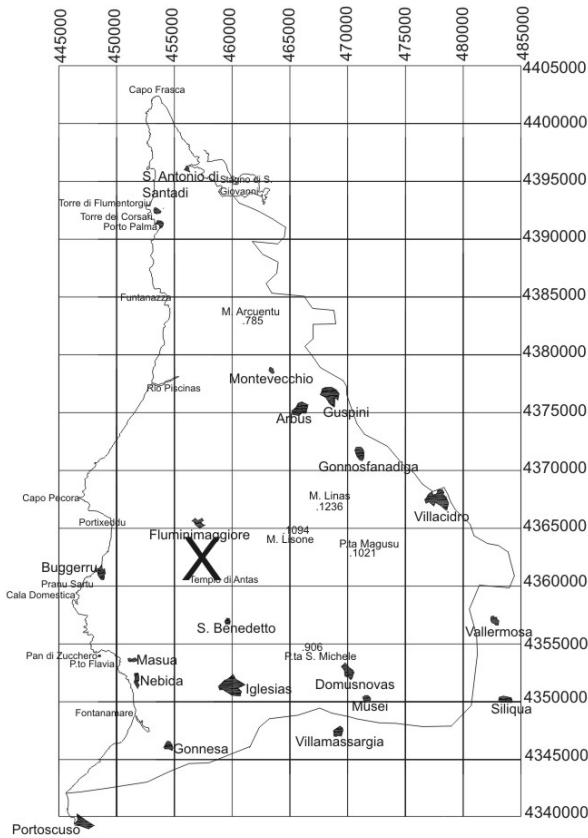 445000
450000
455000
460000
465000
470000
475000
480000
485000
4405000
Capo Frasca
4400000
S. Antonio di
Santadi
Stagno di S.
Giovanni
4395000
Torre di Flumentorgiu
Torre dei Corsari
Porto Palma
4390000
Funtanazza
4385000
M. Arcuentu
.785
4380000
Montevecchio
Rio Piscinas
Arbus
Guspini
4375000
Gonnosfanadiga
4370000
Capo Pecora
M. Linas
.1236
Villacidro
Portixeddu
4365000
Fluminimaggiore
.1094
M. Lisone
P.ta Magusu
.1021
X
Buggerru
Pranu Sartu
Cala Domestica
Tempio di Antas
4360000
S. Benedetto
Vallermosa
4355000
.906
P.ta S. Michele
Pan di Zucchero
P.to Flavia
Masua
Nebida
Iglesias
Domusnovas
Musei
4350000
Siliqua
Fontanamare
Gonnesa
Villamassargia
4345000
4340000
Portoscuso